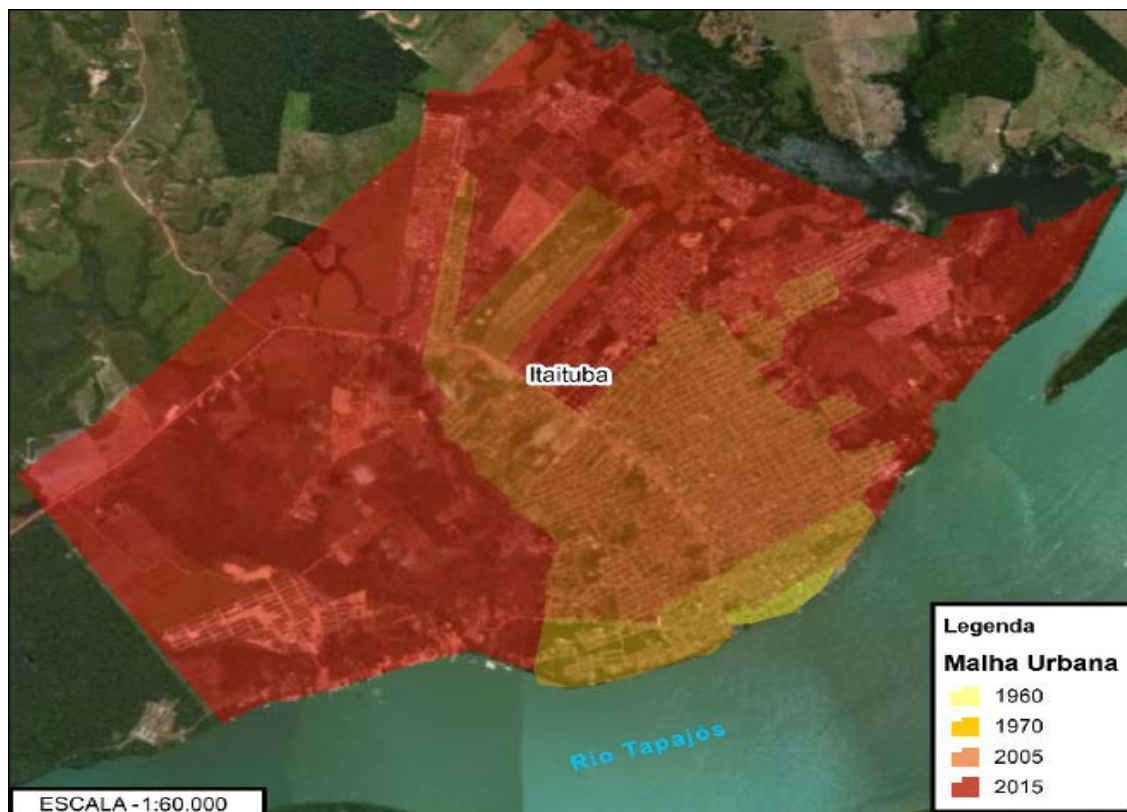 Itaituba
Rio Tapajós
Legenda
Malha Urbana
1960
1970
2005
2015
ESCALA -1:60.000